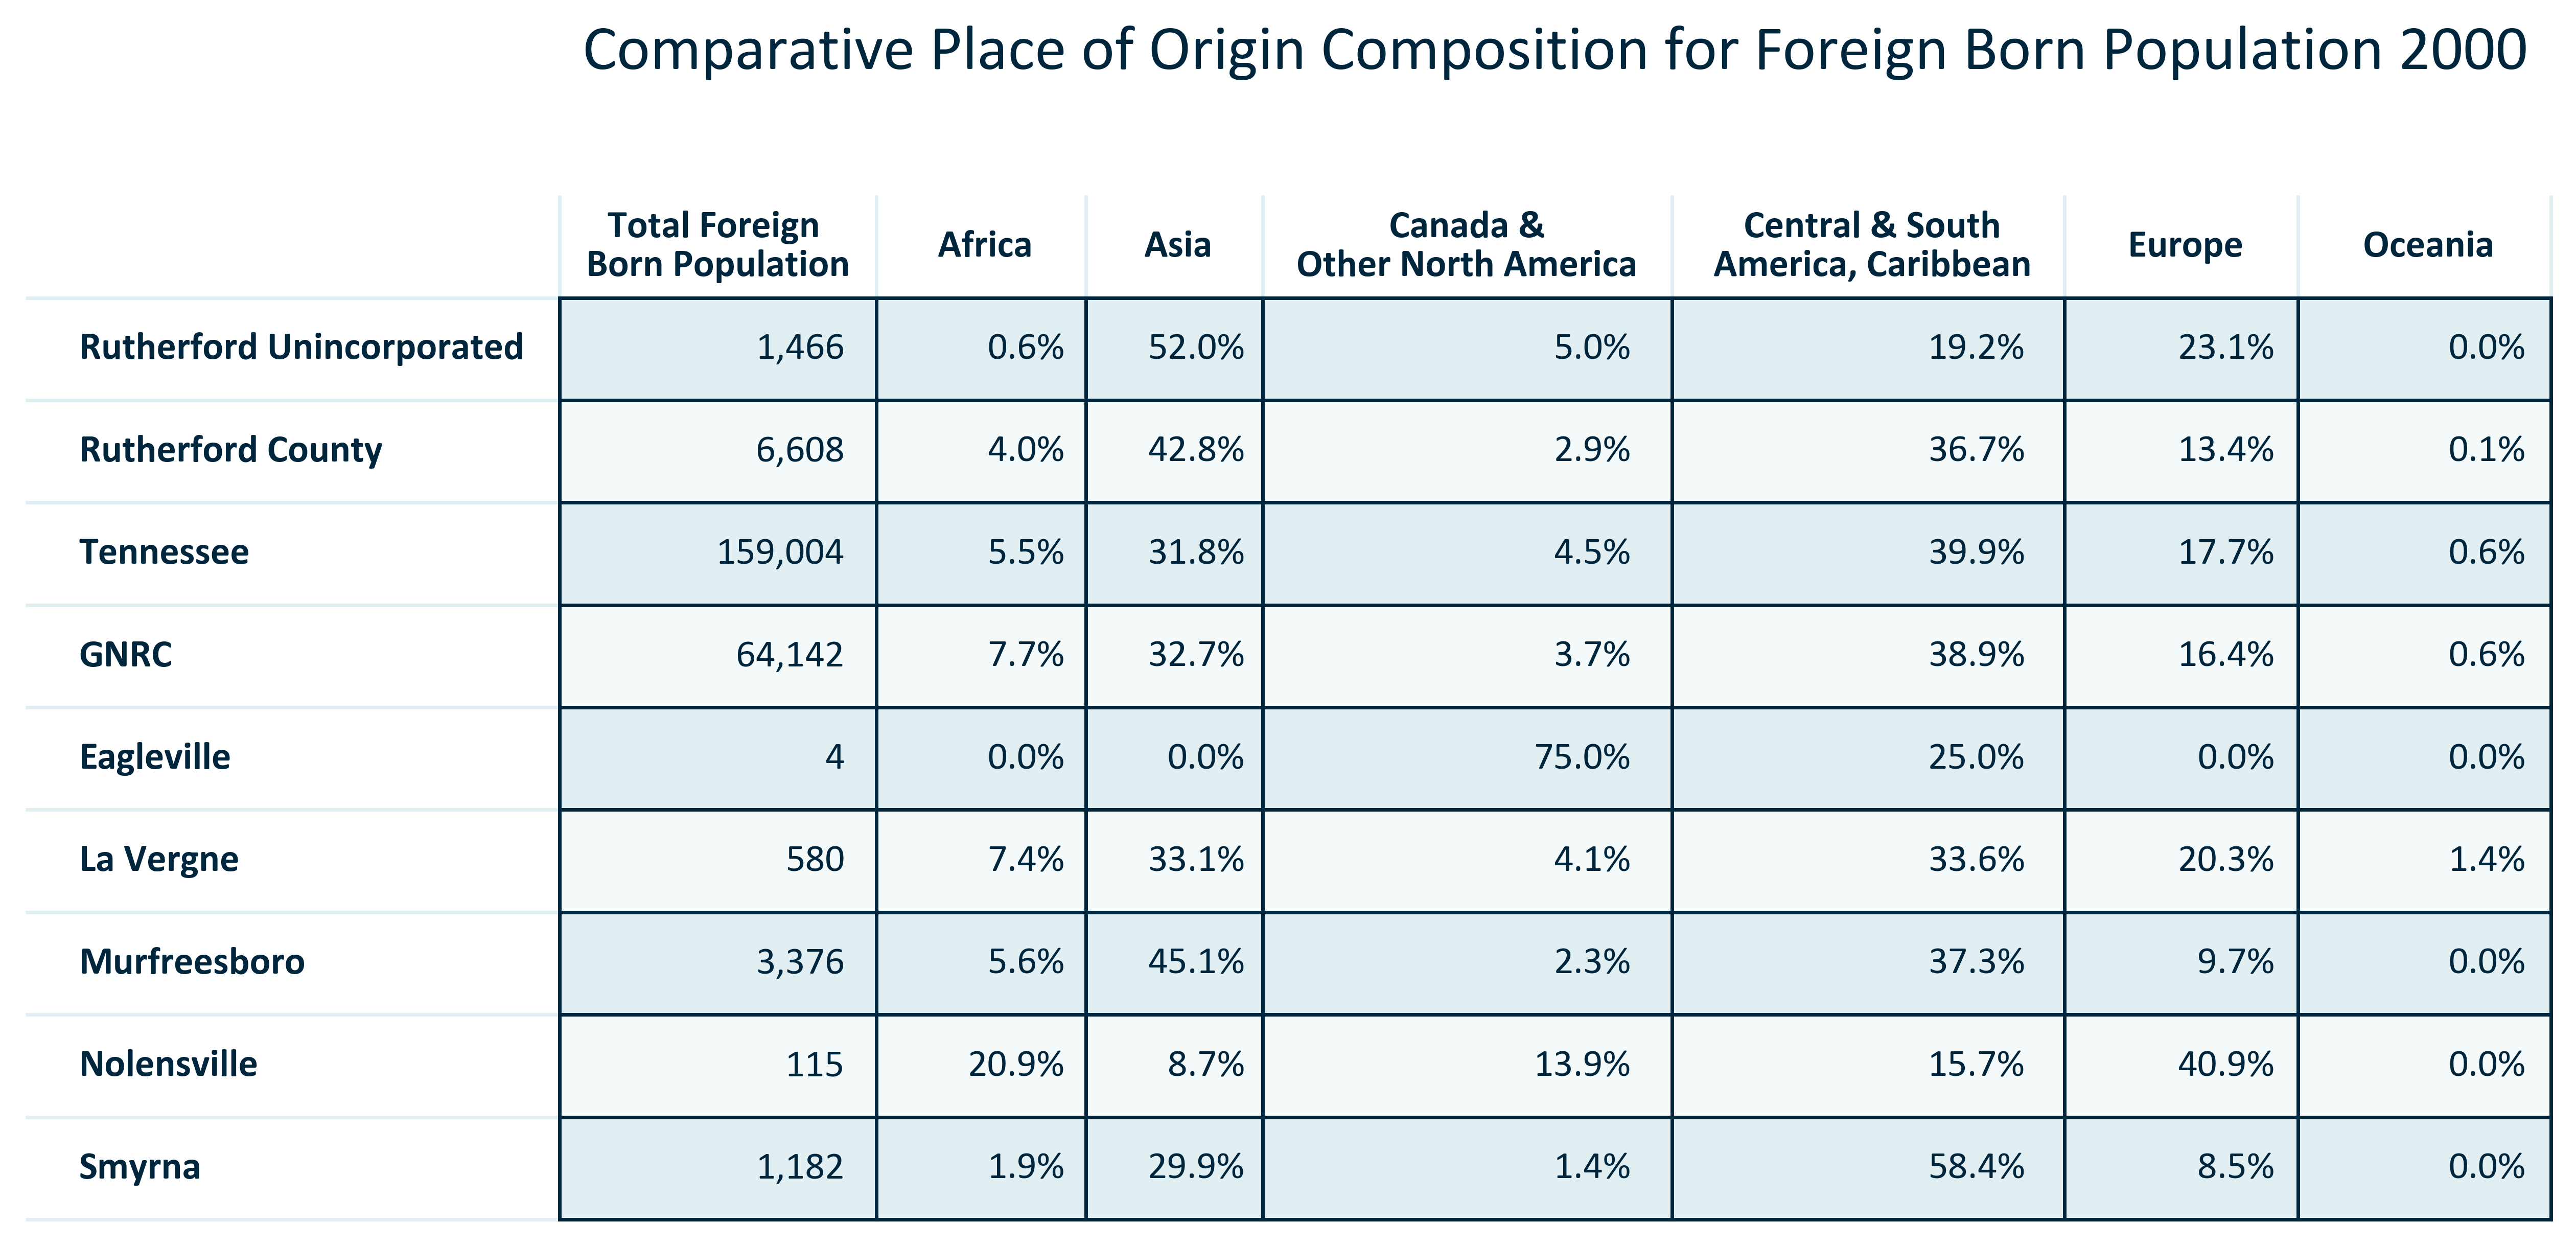 Comparative Place of Origin Composition for Foreign Born Population 2000
Total Foreign
Born Population
Africa
Asia
Canada &
Other North America
Central & South
America, Caribbean
Europe
Oceania
Rutherford Unincorporated 1,466 0.6% 52.0% 5.0% 19.2% 23.1% 0.0%
Rutherford County 6,608 4.0% 42.8% 2.9% 36.7% 13.4% 0.1%
Tennessee 159,004 5.5% 31.8% 4.5% 39.9% 17.7% 0.6%
GNRC 64,142 7.7% 32.7% 3.7% 38.9% 16.4% 0.6%
Eagleville 4 0.0% 0.0% 75.0% 25.0% 0.0% 0.0%
La Vergne 580 7.4% 33.1% 4.1% 33.6% 20.3% 1.4%
Murfreesboro 3,376 5.6% 45.1% 2.3% 37.3% 9.7% 0.0%
Nolensville 115 20.9% 8.7% 13.9% 15.7% 40.9% 0.0%
Smyrna 1,182 1.9% 29.9% 1.4% 58.4% 8.5% 0.0%